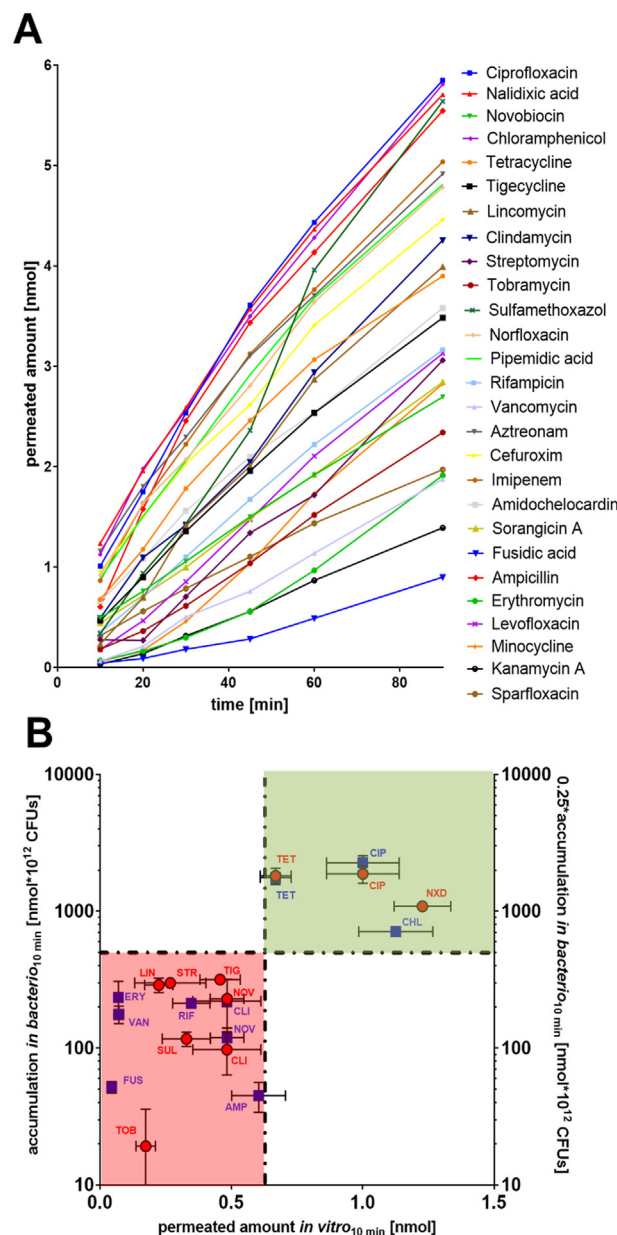 A
6
5
4
3
2
1
0
permeated amount [nmol]
0
20
40
60
80
time [min]
Ciprofloxacin
Nalidixic acid
Novobiocin
Chloramphenicol
Tetracycline
Tigecycline
Lincomycin
Clindamycin
Streptomycin
Tobramycin
Sulfamethoxazol
Norfloxacin
Pipemidic acid
Rifampicin
Vancomycin
Aztreonam
Cefuroxim
Imipenem
Amidochelocardin
Sorangicin A
Fusidic acid
Ampicillin
Erythromycin
Levofloxacin
Minocycline
Kanamycin A
Sparfloxacin
B
10000
1000
100
10
accumulation in bacterio10 min [nmol*10^12 CFUs]
TET
TET
CIP
CIP
NXD
CHL
LIN
STR
TIG
ERY
NOV
VAN
RIF
CLI
NOV
SUL
CLI
FUS
AMP
TOB
10000
1000
100
10
0.25*accumulation in bacterio10 min
[nmol*10^12 CFUs]
0.0
0.5
1.0
1.5
permeated amount in vitro10 min [nmol]